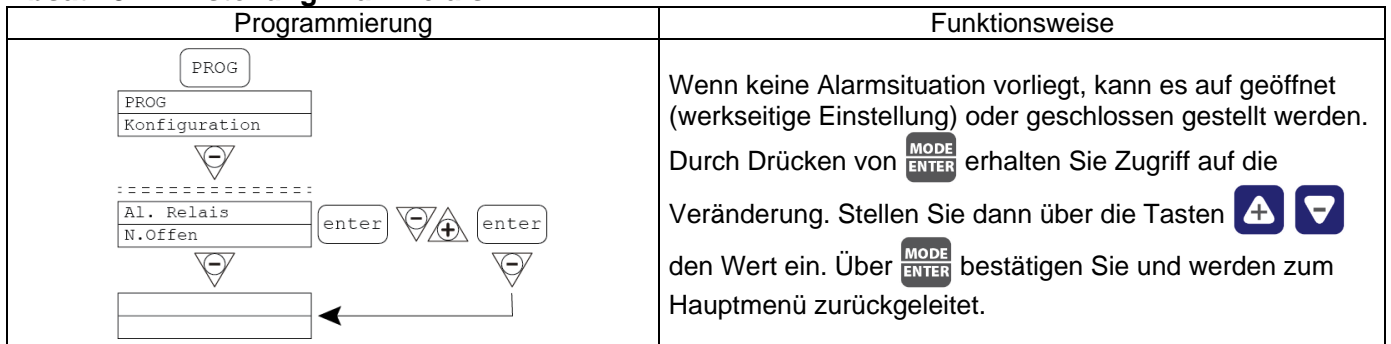 Programmierung
Funktionsweise
PROG
PROG
Konfiguration
Al. Relais
N.Offen
enter
enter
Wenn keine Alarmsituation vorliegt, kann es auf geöffnet
(werkseitige Einstellung) oder geschlossen gestellt werden.
Durch Drücken von MODE ENTER erhalten Sie Zugriff auf die
Veränderung. Stellen Sie dann über die Tasten + -
den Wert ein. Über MODE ENTER bestätigen Sie und werden zum
Hauptmenü zurückgeleitet.